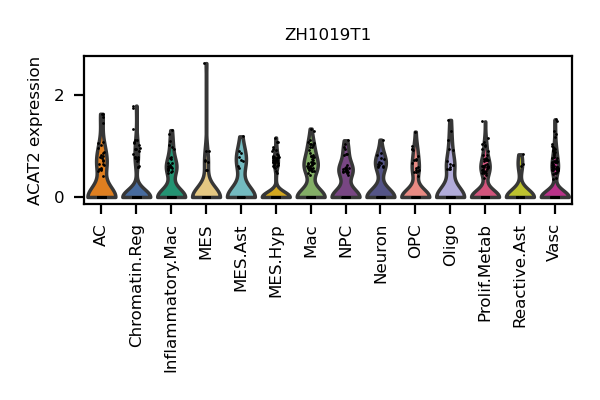 ZH1019T1
ACAT2 expression
2
0
AC
Chromatin.Reg
Inflammatory.Mac
MES
MES.Ast
MES.Hyp
Mac
NPC
Neuron
OPC
Oligo
Prolif.Metab
Reactive.Ast
Vasc